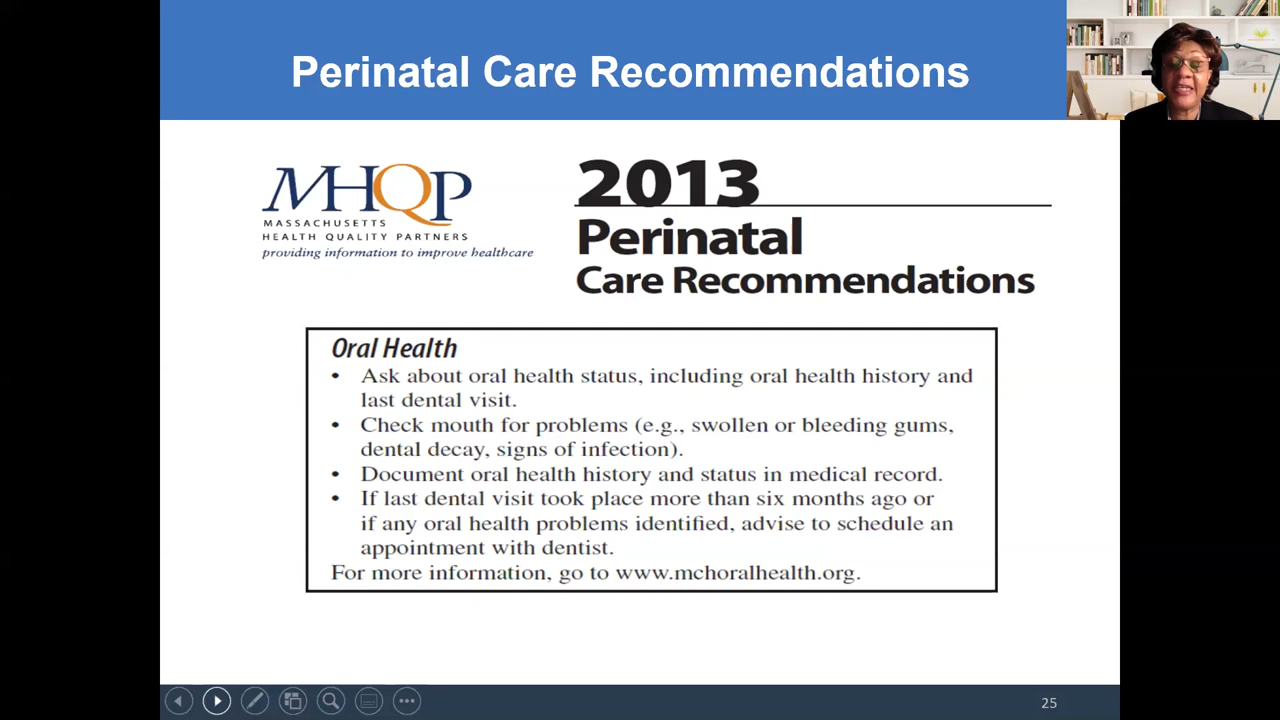 Perinatal Care Recommendations
MHQP
MASSACHUSETTS
HEALTH QUALITY PARTNERS
providing information to improve healthcare
2013
Perinatal
Care Recommendations
Oral Health
• Ask about oral health status, including oral health history and
last dental visit.
• Check mouth for problems (e.g., swollen or bleeding gums,
dental decay, signs of infection).
• Document oral health history and status in medical record.
• If last dental visit took place more than six months ago or
if any oral health problems identified, advise to schedule an
appointment with dentist.
For more information, go to www.mchoralhealth.org.
25